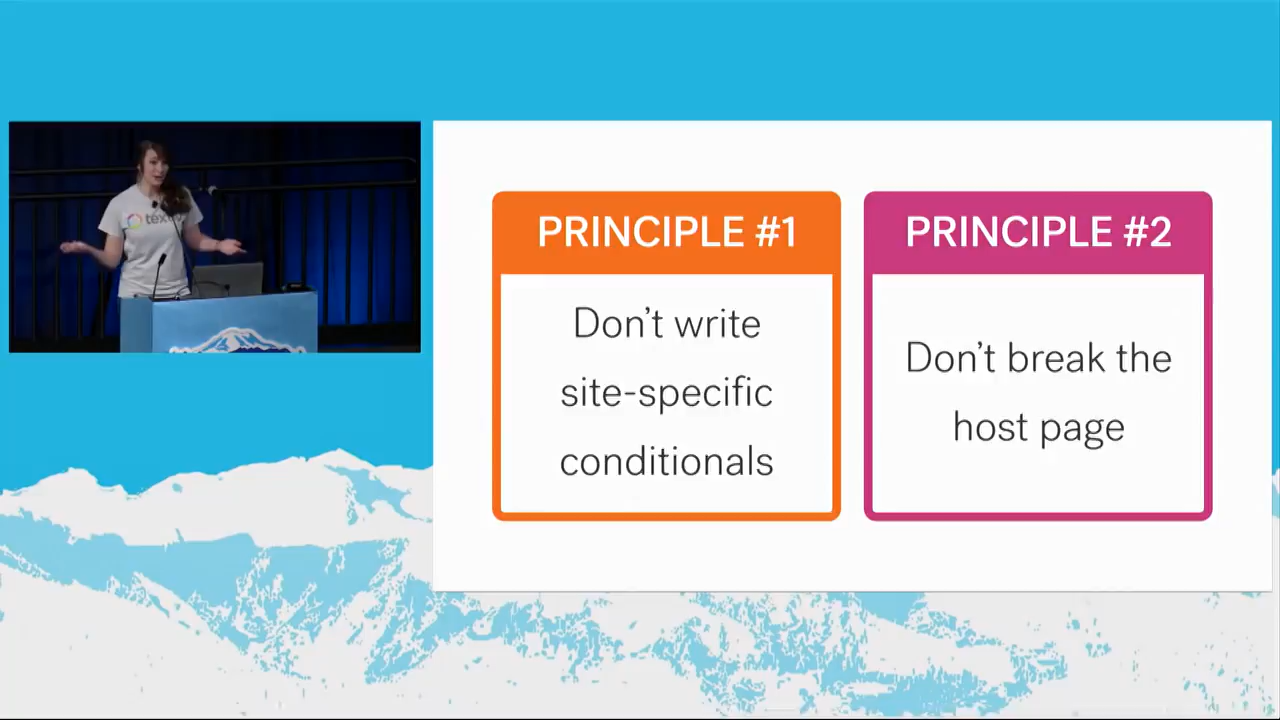 PRINCIPLE #1
Don't write
site-specific
conditionals
PRINCIPLE #2
Don't break the
host page